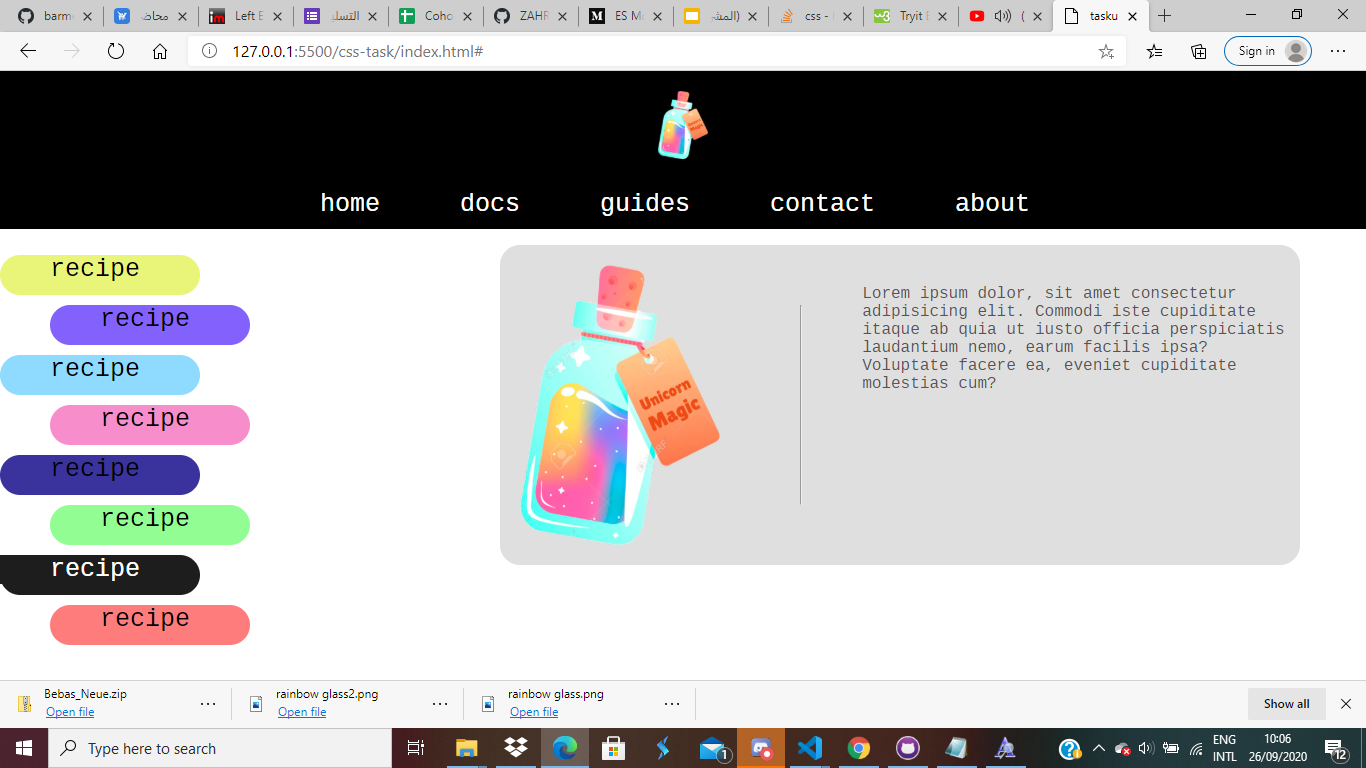 barm
محاض
Left E
التسليـ
Coho
ZAHR
ES M
(المشر
css -
Tryit E
(
tasku
127.0.0.1:5500/css-task/index.html#
Sign in
home docs guides contact about
recipe
recipe
recipe
recipe
recipe
recipe
recipe
recipe
Unicorn
Magic
Lorem ipsum dolor, sit amet consectetur
adipisicing elit. Commodi iste cupiditate
itaque ab quia ut iusto officia perspiciatis
laudantium nemo, earum facilis ipsa?
Voluptate facere ea, eveniet cupiditate
molestias cum?
Bebas_Neue.zip
Open file
rainbow glass2.png
Open file
rainbow glass.png
Open file
Show all
Type here to search
1
ENG
INTL
10:06
26/09/2020
12